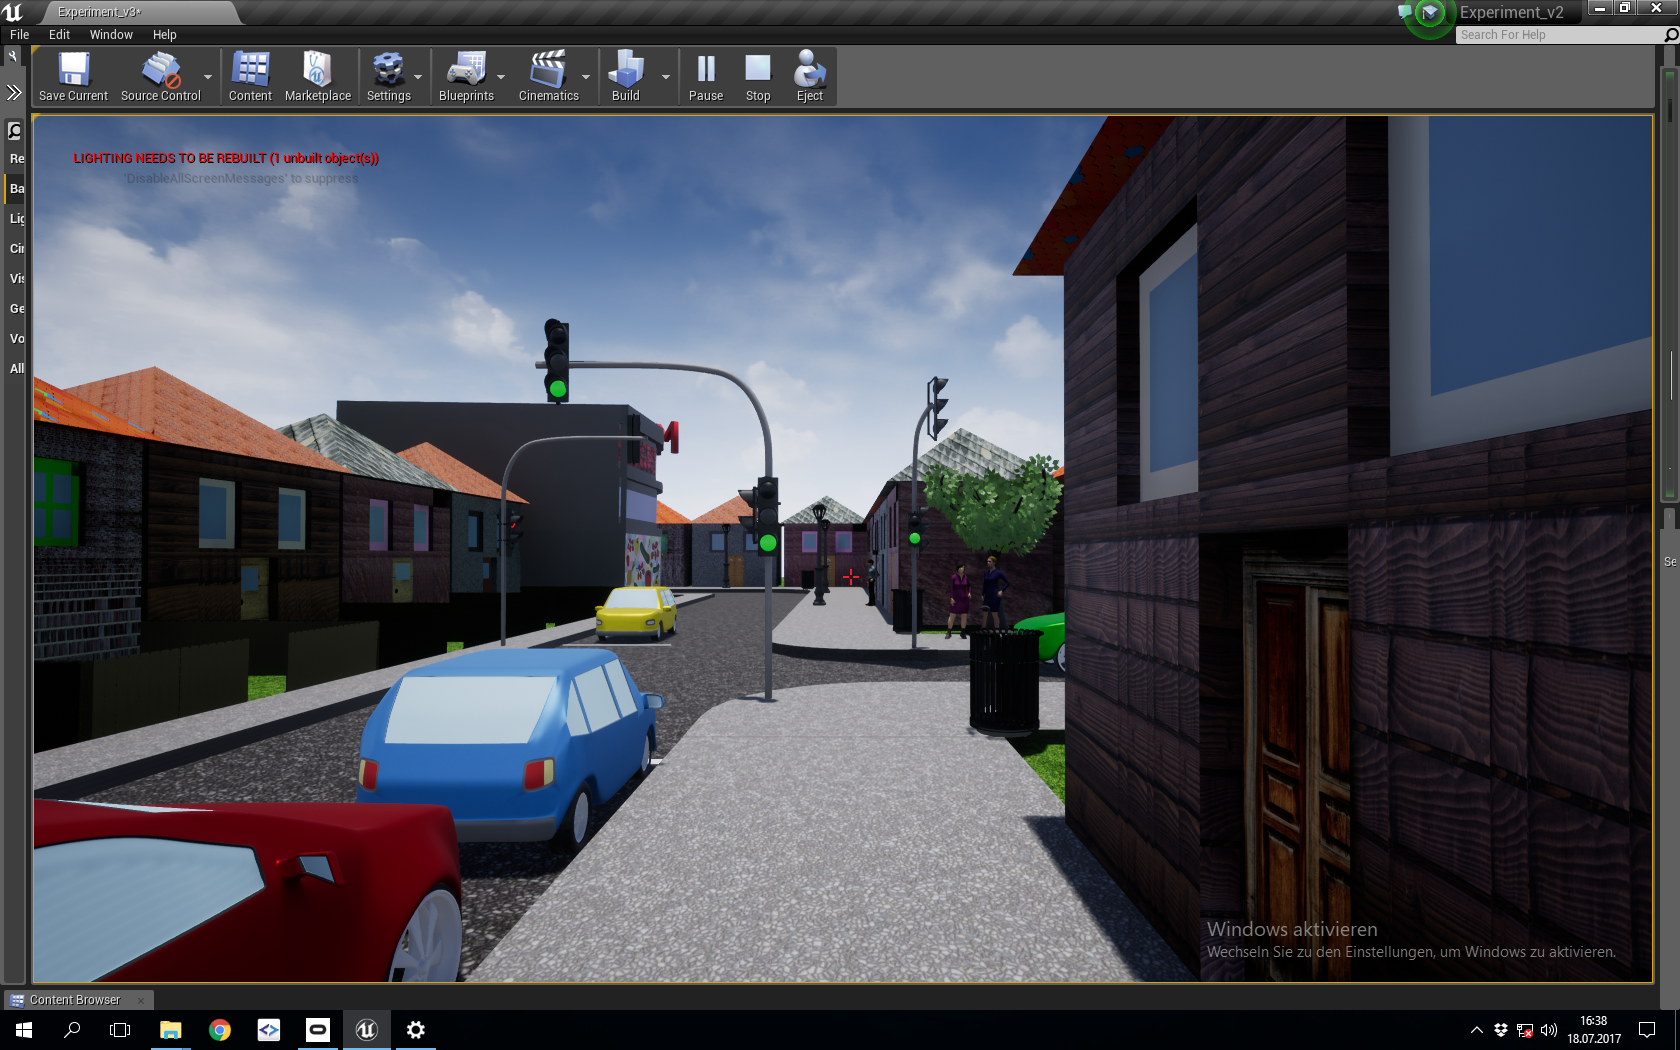 Experiment_v3*
Experiment_v2
File Edit Window Help
Search For Help
Save Current Source Control Content Marketplace Settings Blueprints Cinematics Build Pause Stop Eject
Re
Ba
Lig
Cin
Vis
Ge
Vo
All
LIGHTING NEEDS TO BE REBUILT (1 unbuilt object(s))
'DisableAllScreenMessages' to suppress
M
Se
Windows aktivieren
Wechseln Sie zu den Einstellungen, um Windows zu aktivieren.
Content Browser
16:38
18.07.2017